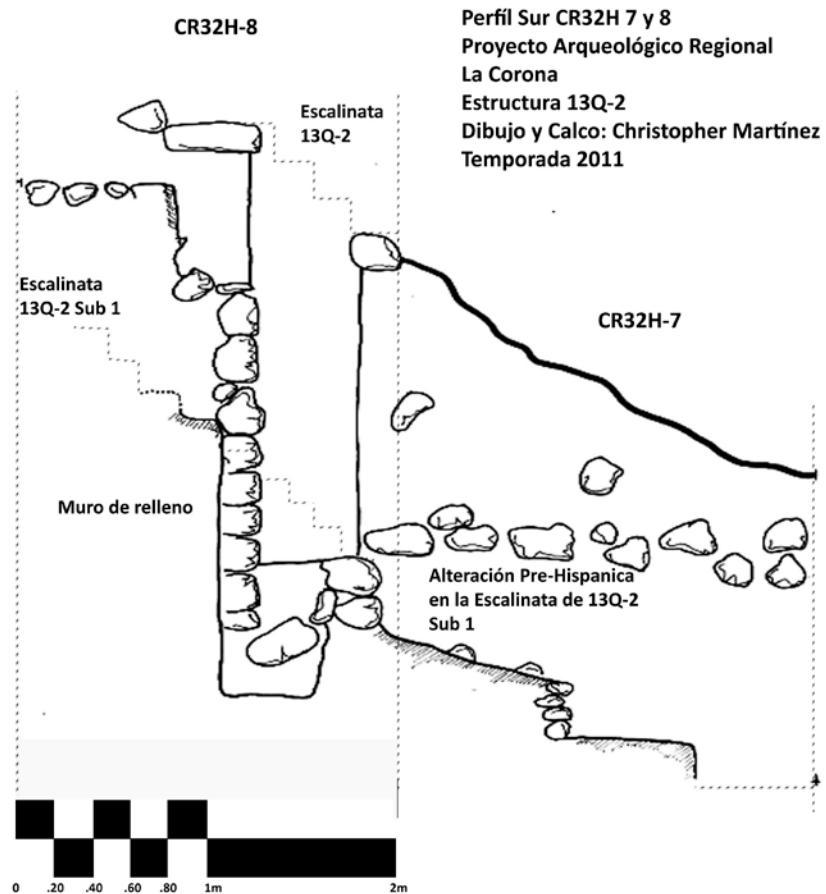 CR32H-8
Perfíl Sur CR32H 7 y 8
Proyecto Arqueológico Regional
La Corona
Estructura 13Q-2
Dibujo y Calco: Christopher Martínez
Temporada 2011
Escalinata
13Q-2
Escalinata
13Q-2 Sub 1
CR32H-7
Muro de relleno
Alteración Pre-Hispanica
en la Escalinata de 13Q-2
Sub 1
0 .20 .40 .60 .80 1m 2m